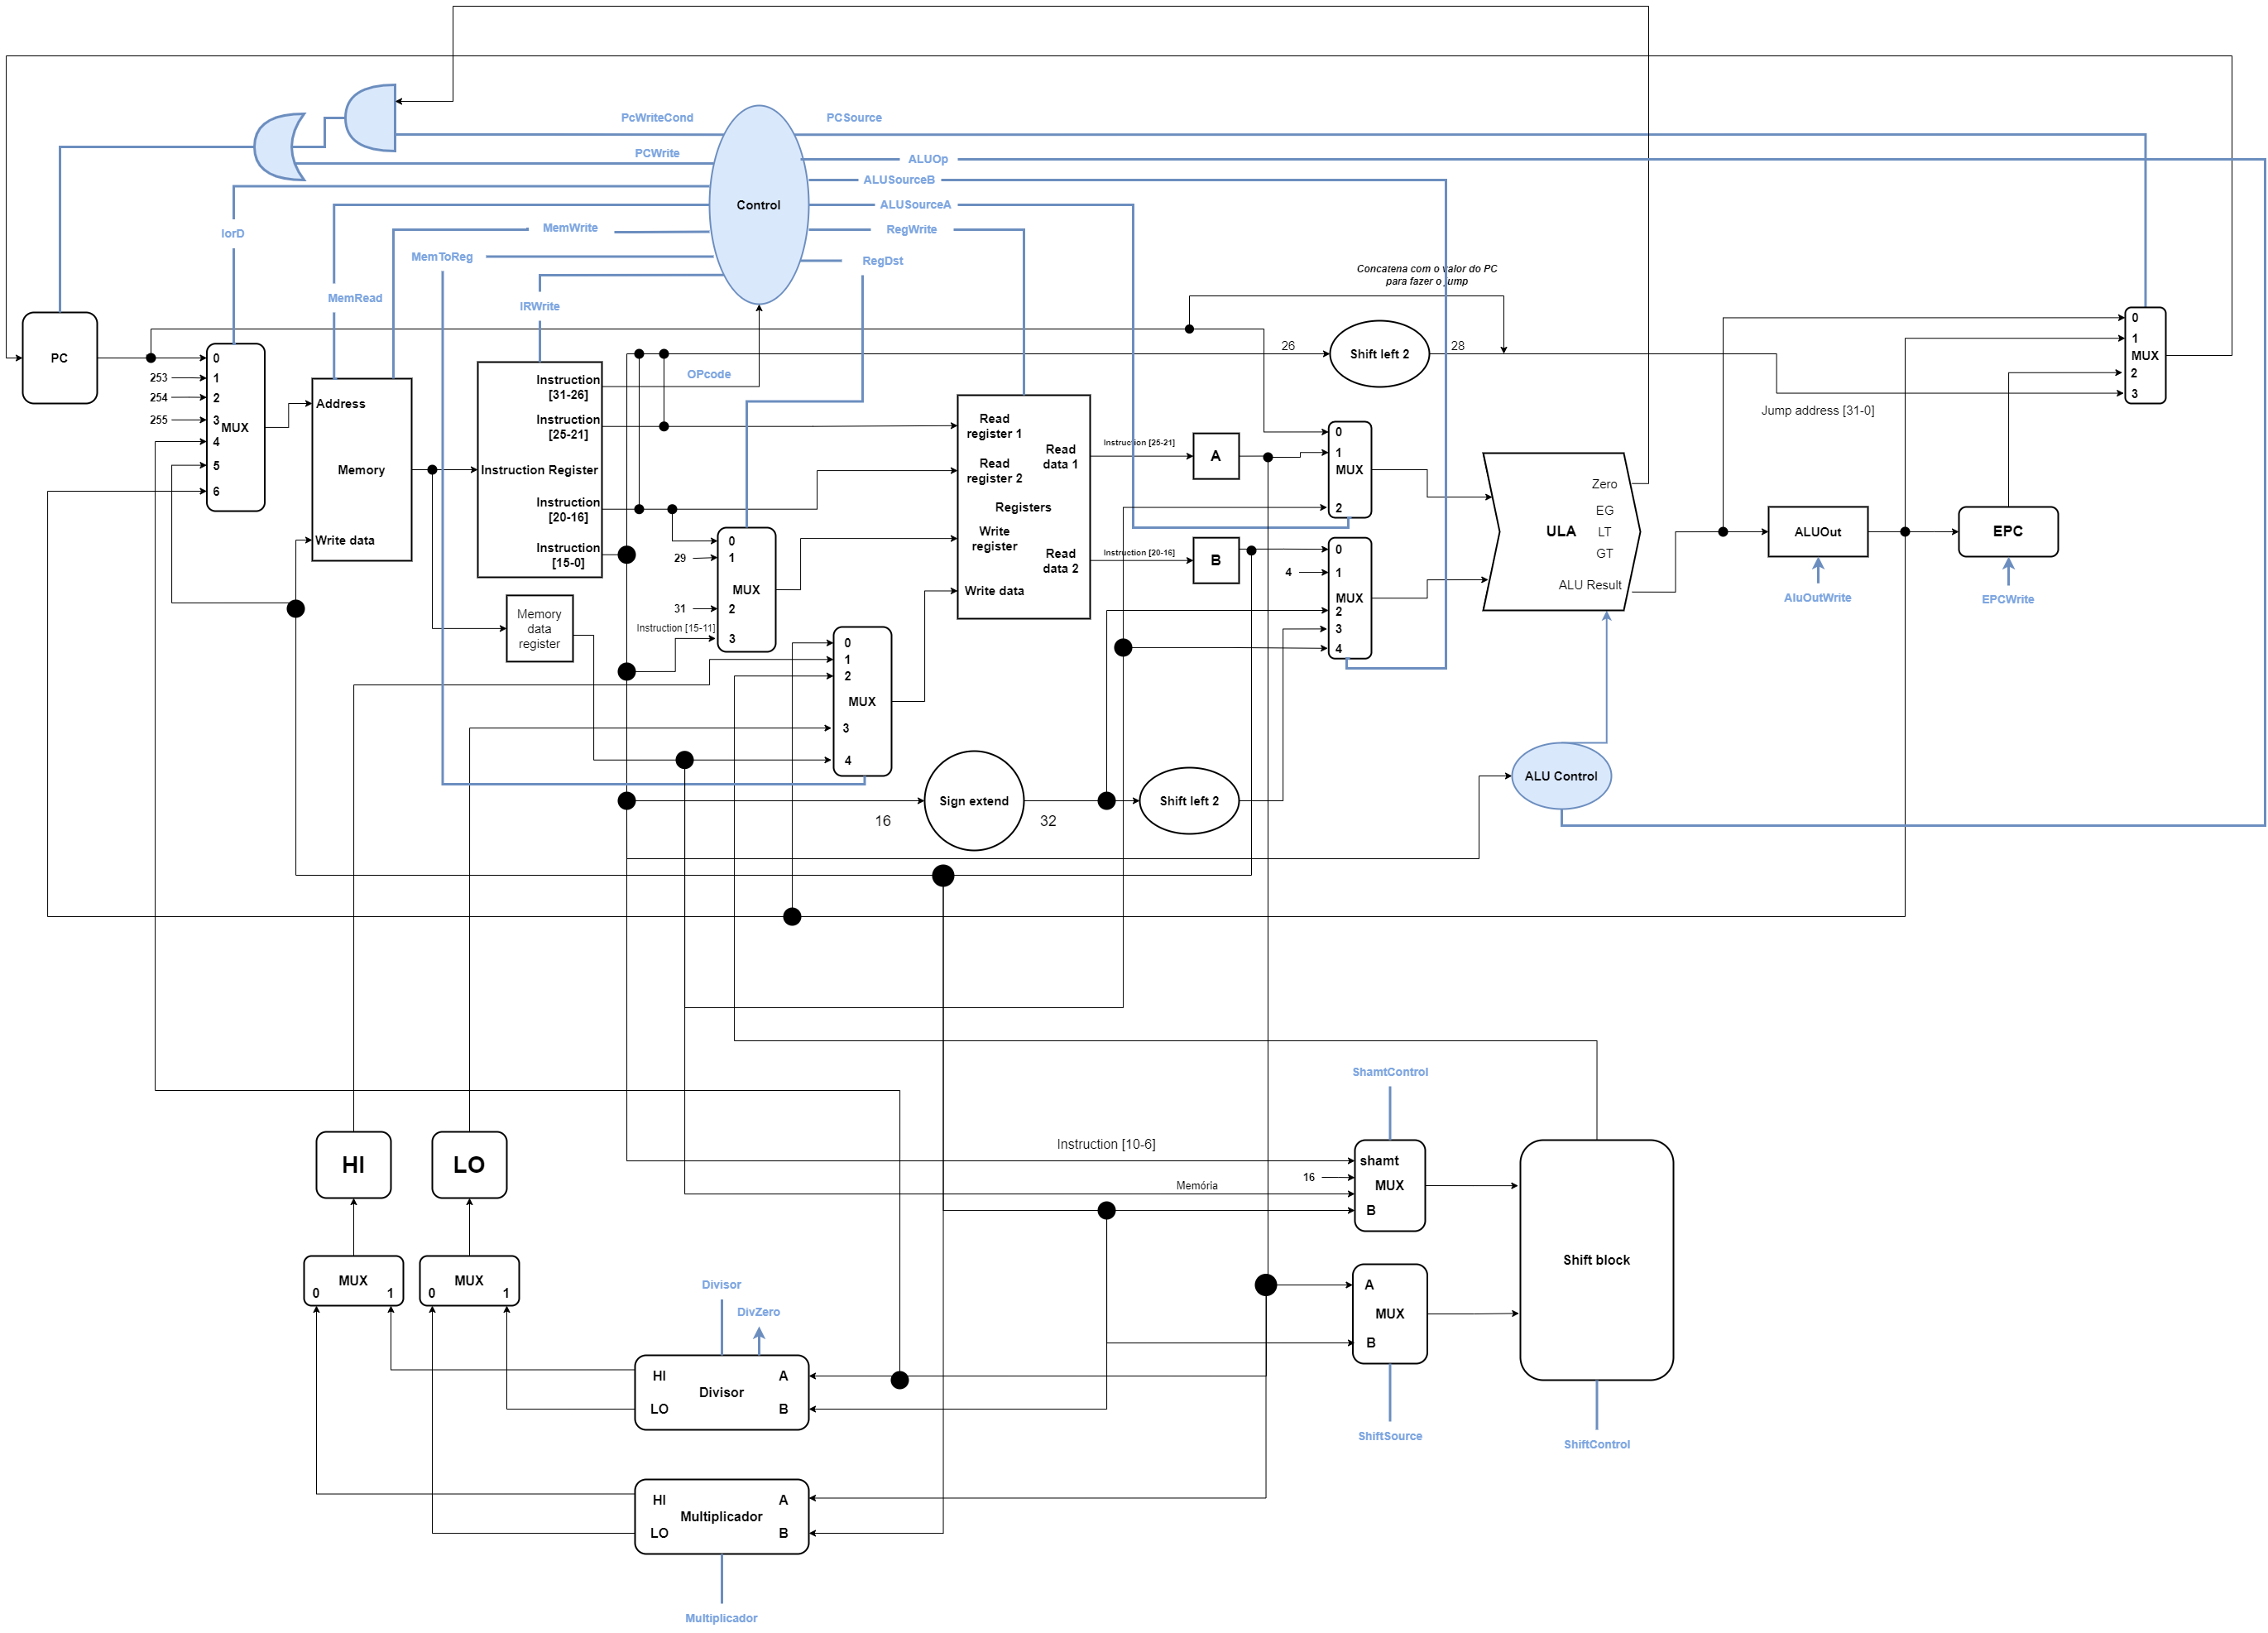 PcWriteCond
PCSource
PCWrite
ALUOp
ALUSourceB
Control
ALUSourceA
IorD
MemWrite
RegWrite
MemToReg
RegDst
MemRead
IRWrite
Concatena com o valor do PC
para fazer o jump
PC
0
253
1
254
2
255
3
MUX
4
5
6
Address
Memory
Write data
Instruction
[31-26]
OPcode
Instruction
[25-21]
Instruction Register
Instruction
[20-16]
Instruction
[15-0]
Memory
data
register
0
29
1
MUX
31
2
Instruction [15-11]
3
Read
register 1
Read
data 1
Read
register 2
Registers
Write
register
Read
data 2
Write data
Instruction [25-21]
A
Instruction [20-16]
B
26
Shift left 2
28
0
1
MUX
2
0
4
1
MUX
2
3
4
Zero
EG
ULA
LT
GT
ALU Result
ALUOut
AluOutWrite
EPC
EPCWrite
0
1
MUX
2
3
Jump address [31-0]
0
1
2
MUX
3
4
Sign extend
16
32
Shift left 2
ALU Control
HI
LO
MUX
0
1
MUX
0
1
ShamtControl
Instruction [10-6]
shamt
16
MUX
Memória
B
A
MUX
B
ShiftSource
Shift block
ShiftControl
Divisor
DivZero
HI
A
Divisor
LO
B
HI
A
Multiplicador
LO
B
Multiplicador